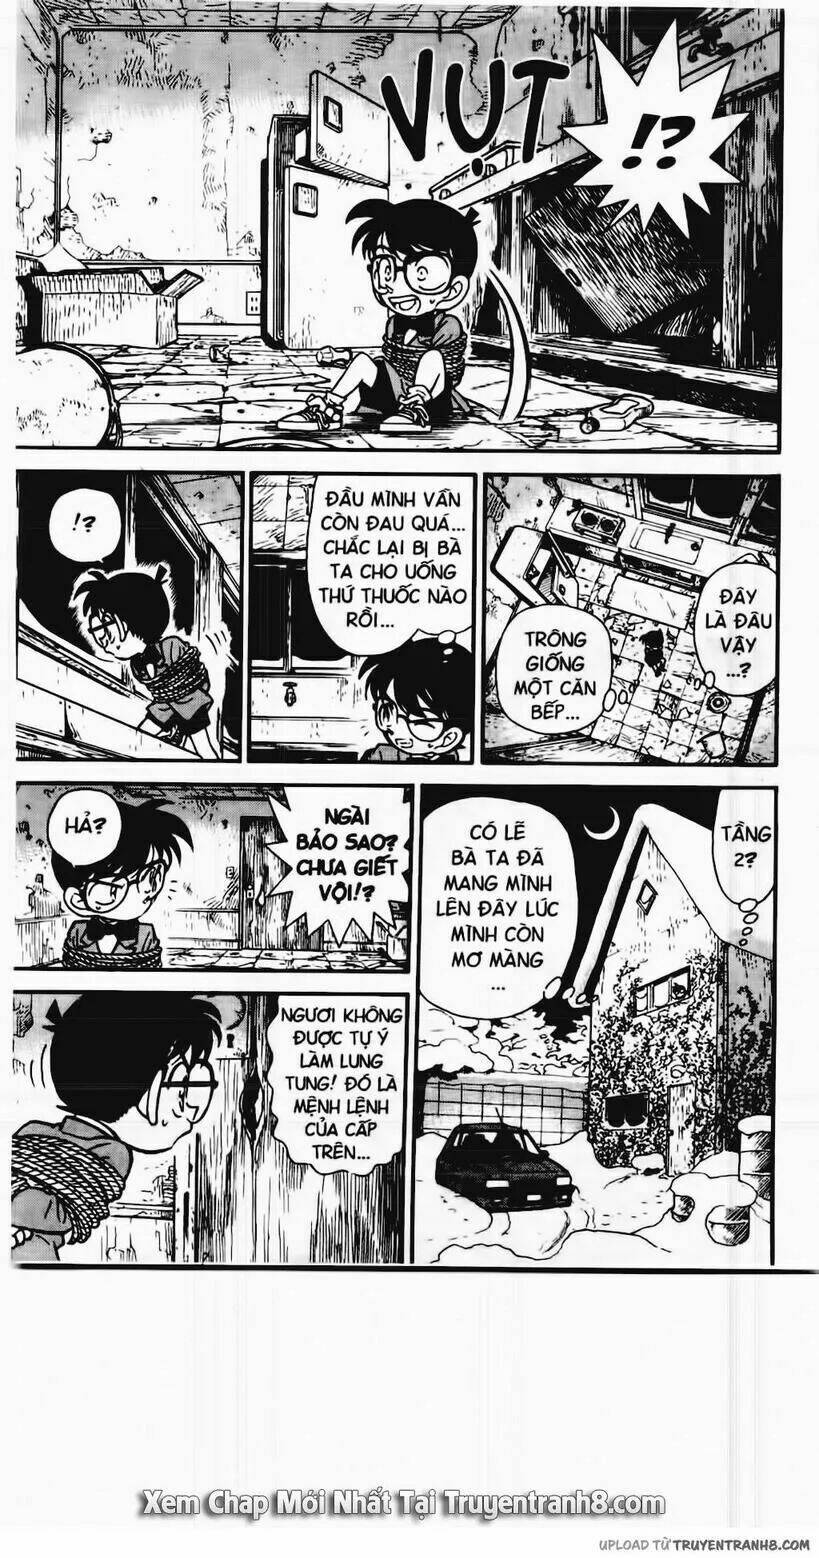 VỤT
!?
ĐÂY
LÀ ĐÂU
VẬY
...?
TRÔNG
GIỐNG
MỘT CĂN
BẾP...
ĐẦU MÌNH VẪN
CÒN ĐAU QUÁ...
CHẮC LẠI BỊ BÀ
TA CHO UỐNG
THỨ THUỐC NÀO
RỒI...
!?
TẦNG
2?
CÓ LẼ
BÀ TA ĐÃ
MANG MÌNH
LÊN ĐÂY LÚC
MÌNH CÒN
MƠ MÀNG
...
NGÀI
BẢO SAO?
CHƯA GIẾT
VỘI!?
HẢ?
NGƯƠI KHÔNG
ĐƯỢC TỰ Ý
LÀM LUNG
TUNG! ĐÓ LÀ
MỆNH LỆNH
CỦA CẤP
TRÊN...
Xem Chap Mới Nhất Tại Truyentranh8.com
UPLOAD TỪ TRUYENTRANH8.COM